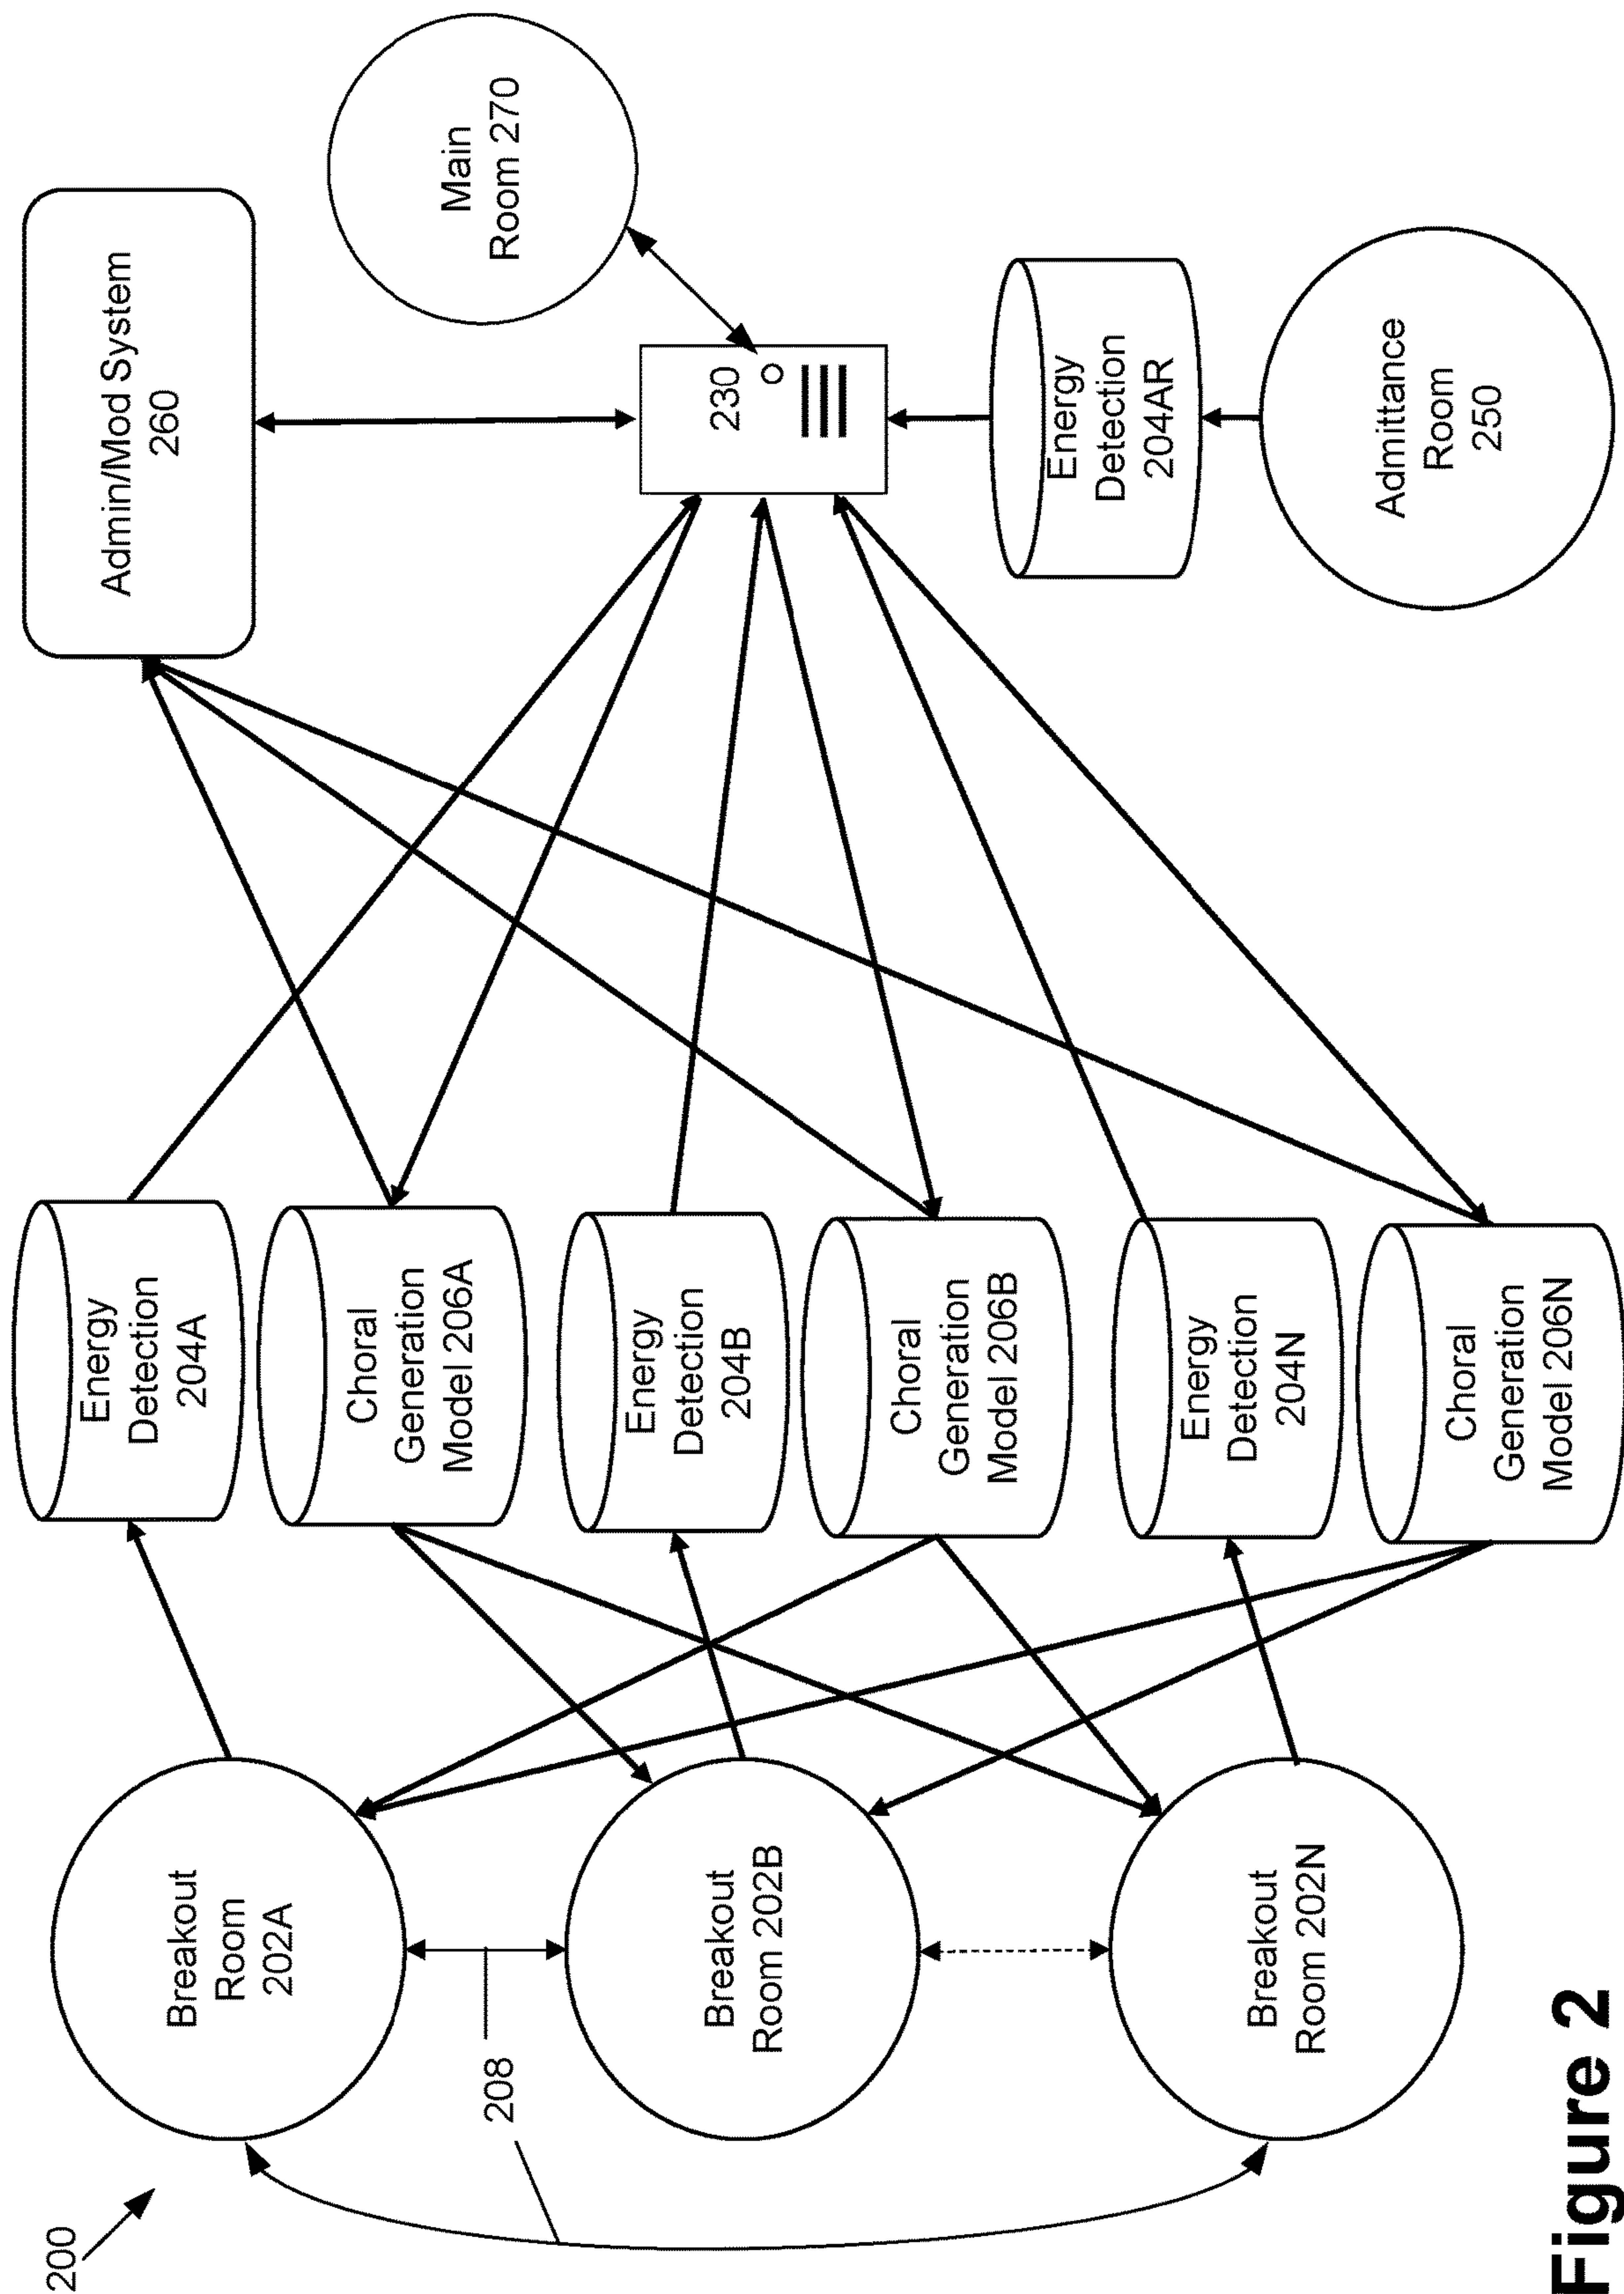 200
208
Breakout
Room
202A
Breakout
Room 202B
Breakout
Room 202N
Energy
Detection
204A
Choral
Generation
Model 206A
Energy
Detection
204B
Choral
Generation
Model 206B
Energy
Detection
204N
Choral
Generation
Model 206N
Admin/Mod System
260
230
Main
Room 270
Energy
Detection
204AR
Admittance
Room
250
Figure 2